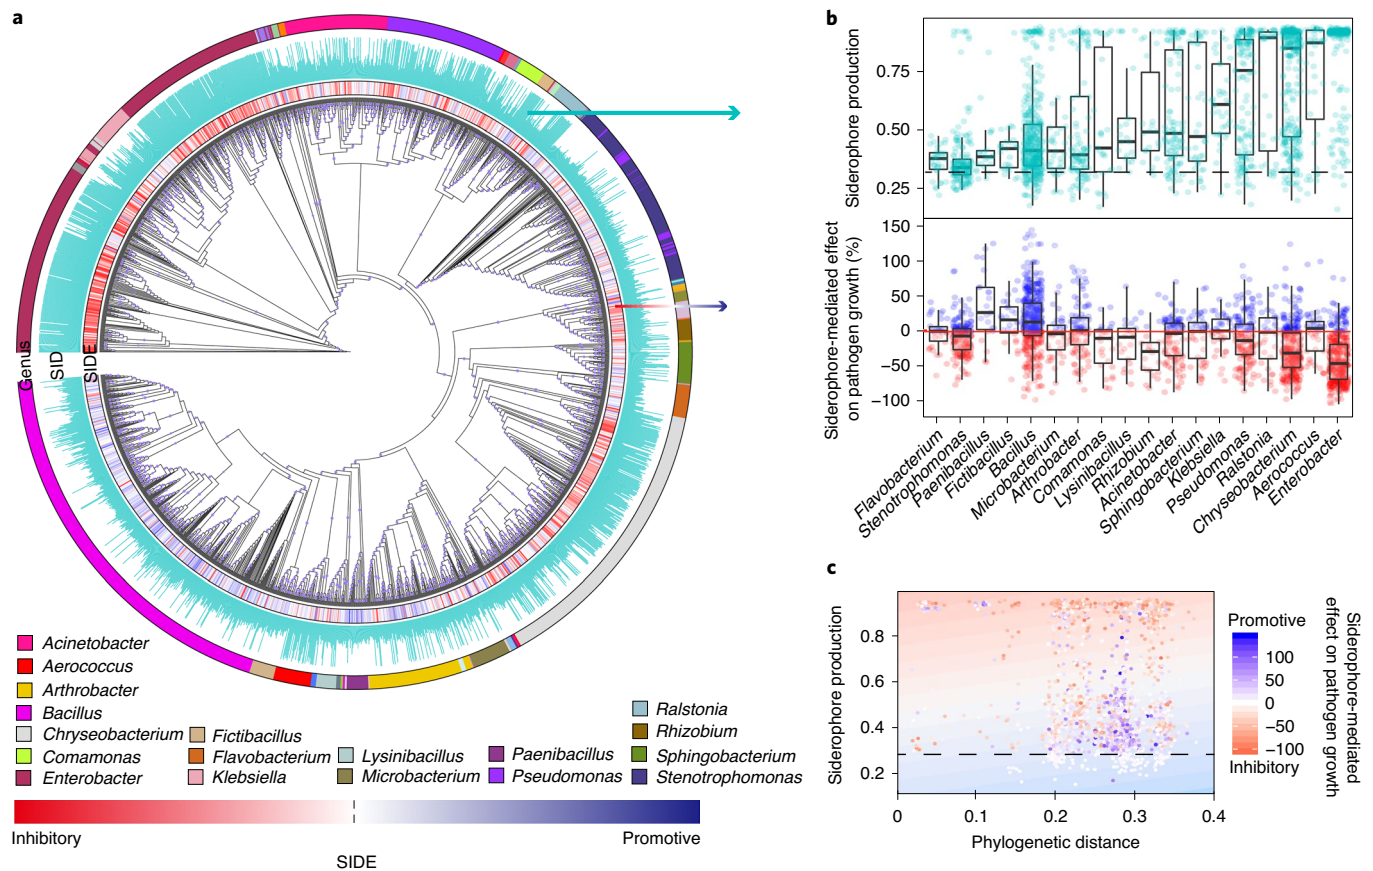 a
Genus
SID
SIDE
Acinetobacter
Aerococcus
Arthrobacter
Bacillus
Chryseobacterium
Comamonas
Enterobacter
Fictibacillus
Flavobacterium
Klebsiella
Lysinibacillus
Microbacterium
Paenibacillus
Pseudomonas
Ralstonia
Rhizobium
Sphingobacterium
Stenotrophomonas
Inhibitory
Promotive
SIDE
b
Siderophore production
0.75
0.50
0.25
Siderophore-mediated effect
on pathogen growth (%)
150
100
50
0
−50
−100
Flavobacterium
Stenotrophomonas
Paenibacillus
Fictibacillus
Bacillus
Microbacterium
Arthrobacter
Comamonas
Lysinibacillus
Rhizobium
Acinetobacter
Sphingobacterium
Klebsiella
Pseudomonas
Ralstonia
Chryseobacterium
Aerococcus
Enterobacter
c
Siderophore production
0.8
0.6
0.4
0.2
0
0.1
0.2
0.3
0.4
Phylogenetic distance
Promotive
100
50
0
−50
−100
Inhibitory
Siderophore-mediated
effect on pathogen growth